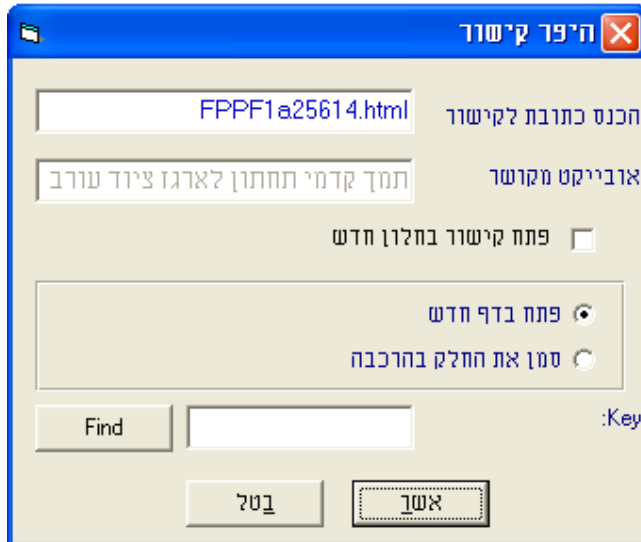 היפר קישור
הכנס כתובת לקישור FPPF1a25614.html
אובייקט מקושר תמך קדמי תחתון לארגז ציוד עורב
פתח קישור בחלון חדש
פתח בדף חדש
סמן את החלק בהרכבה
Key: Find
אשר בטל